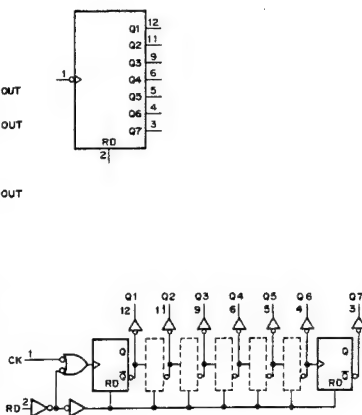 Q1 12
Q2 11
Q3 9
1 Q4 6
OUT Q5 5
Q6 4
OUT Q7 3
RD
2
OUT
Q1 Q2 Q3 Q4 Q5 Q6 Q7
12 11 9 6 5 4 3
CK 1 Q Q
Q̅ Q̅
RD RD
RD 2